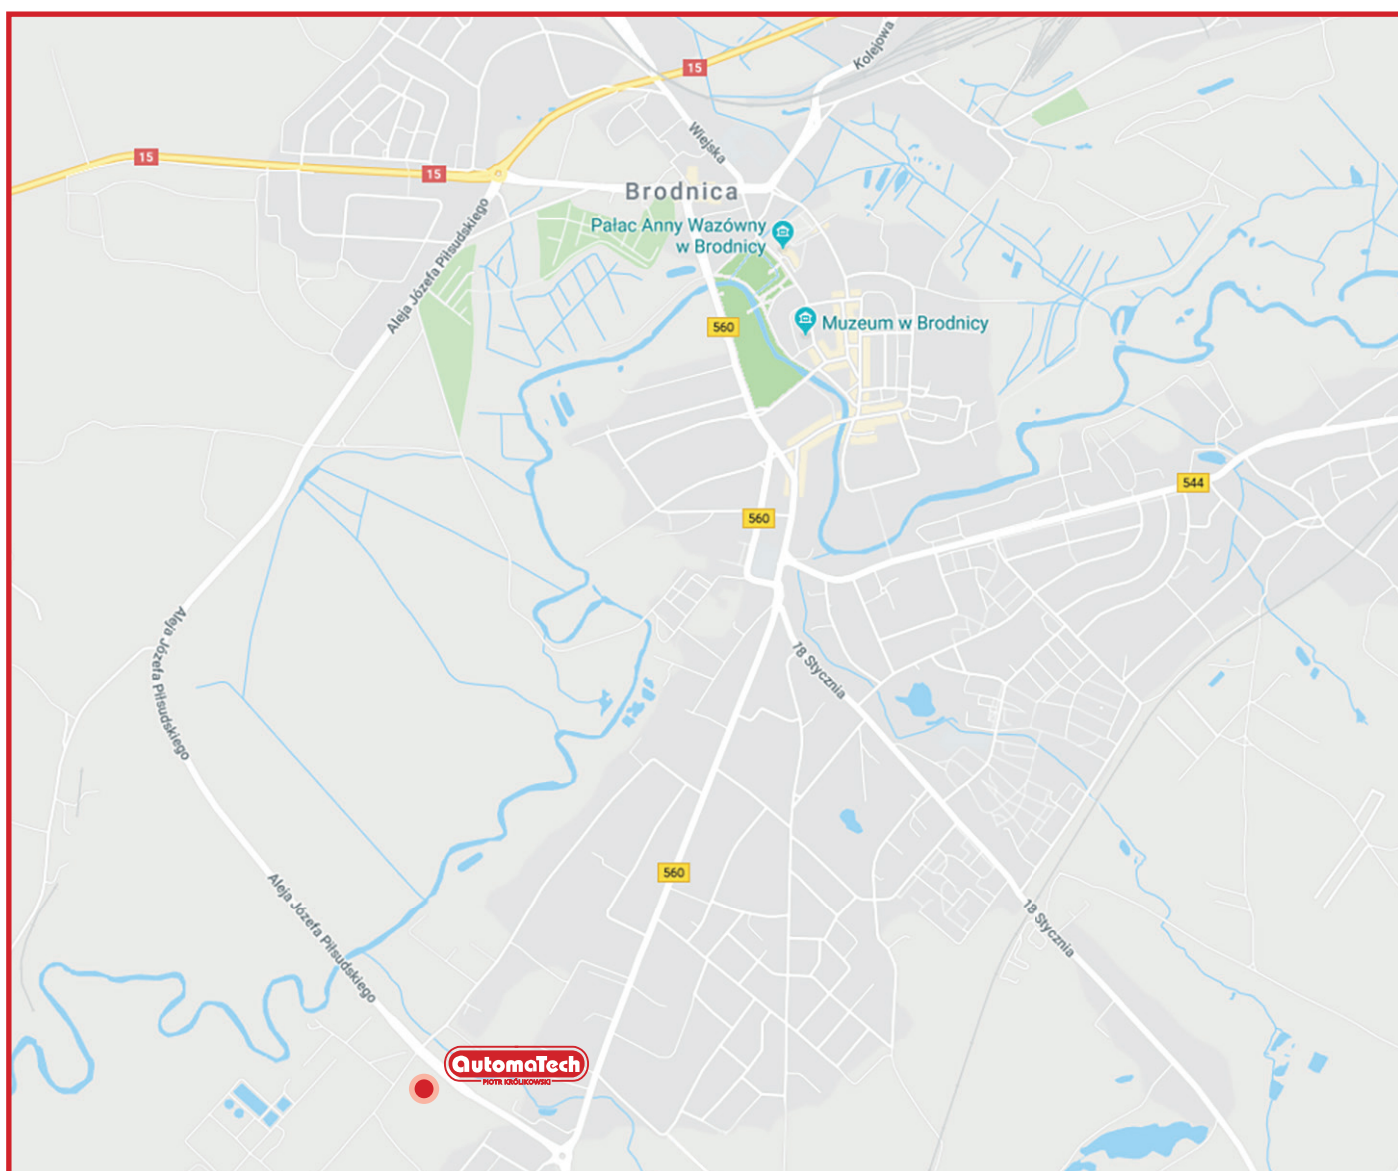 Kolejowa
15
Wiejska
15
15
Brodnica
Pałac Anny Wazówny
w Brodnicy
Aleja Józefa Piłsudskiego
560
Muzeum w Brodnicy
544
560
Aleja Józefa Piłsudskiego
18 Stycznia
560
Aleja Józefa Piłsudskiego
18 Stycznia
automaTech
PIOTR KRÓLIKOWSKI